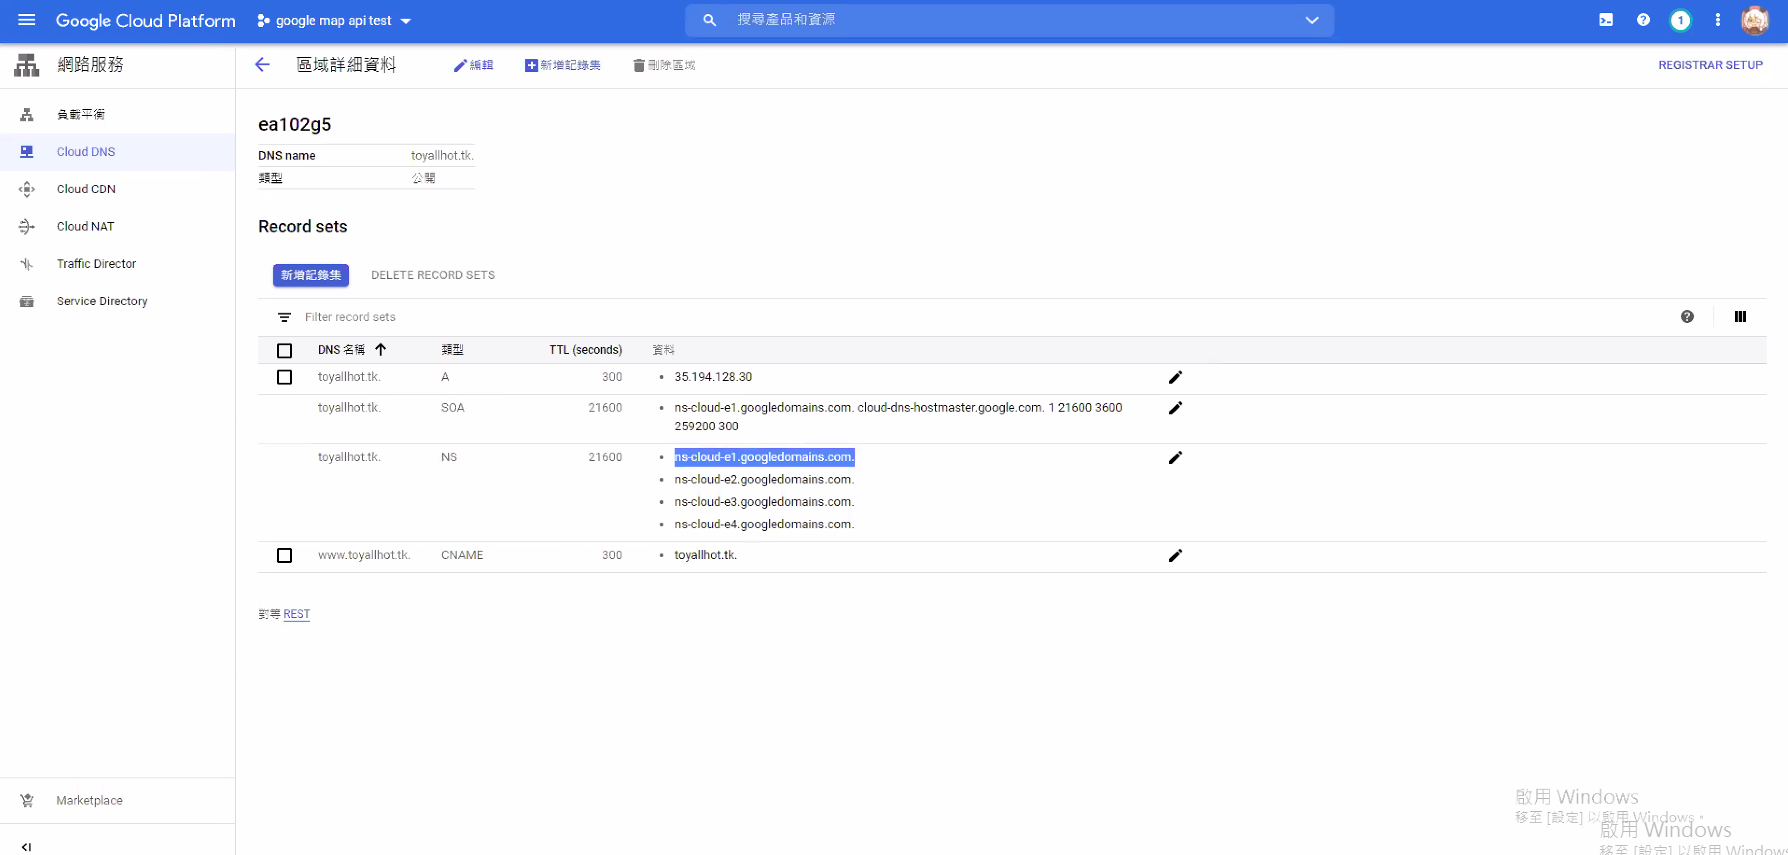 Google Cloud Platform
google map api test
搜尋產品和資源
1
網路服務
區域詳細資料
編輯
新增記錄集
刪除區域
REGISTRAR SETUP
負載平衡
Cloud DNS
Cloud CDN
Cloud NAT
Traffic Director
Service Directory
ea102g5
DNS name toyallhot.tk.
類型 公開
Record sets
新增記錄集 DELETE RECORD SETS
Filter record sets
DNS 名稱 類型 TTL (seconds) 資料
toyallhot.tk. A 300 • 35.194.128.30
toyallhot.tk. SOA 21600 • ns-cloud-e1.googledomains.com. cloud-dns-hostmaster.google.com. 1 21600 3600
259200 300
toyallhot.tk. NS 21600 • ns-cloud-e1.googledomains.com.
• ns-cloud-e2.googledomains.com.
• ns-cloud-e3.googledomains.com.
• ns-cloud-e4.googledomains.com.
www.toyallhot.tk. CNAME 300 • toyallhot.tk.
對等 REST
Marketplace
啟用 Windows
移至 [設定] 以啟用 Windows。
啟用 Windows
移至 [設定] 以啟用 Windows